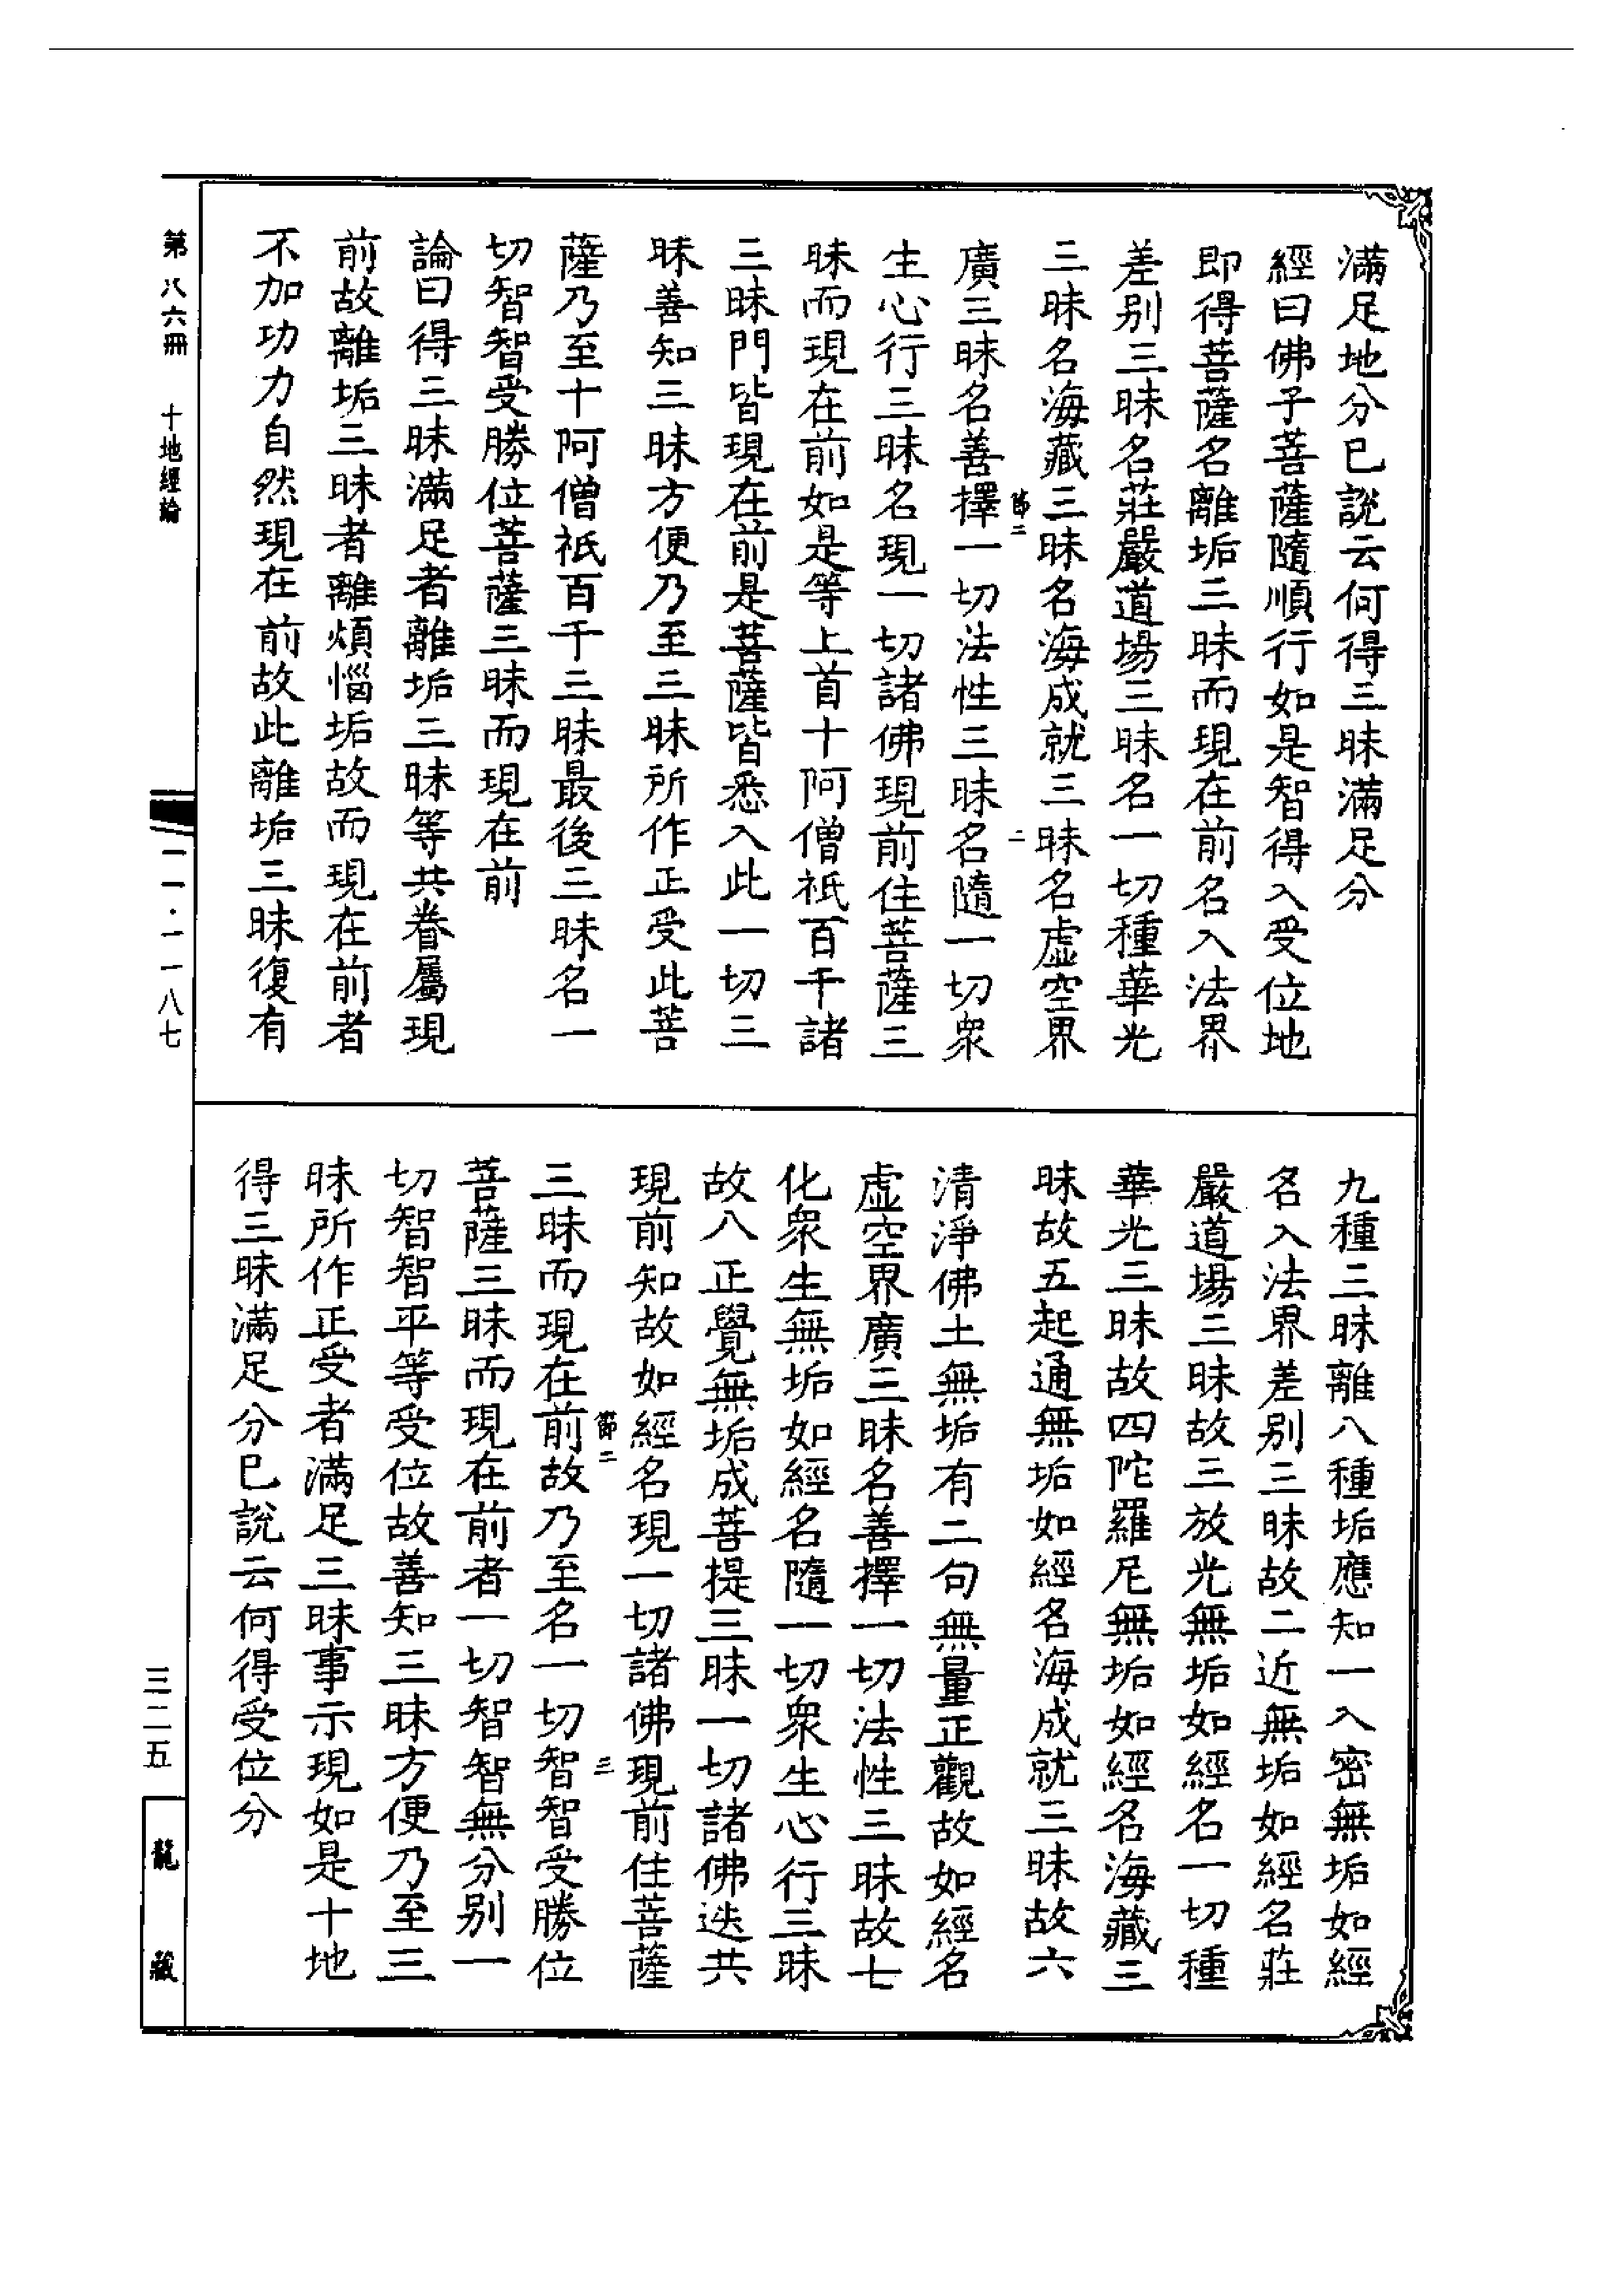 滿足地分已說云何得三昧滿足分
經曰佛子菩薩隨順行如是智得入受位地
即得菩薩名離垢三昧而現在前名入法界
差别三昧名莊嚴道場三昧名一切種華光
三昧名海藏三昧名海成就三昧名虛空界
節二
二
廣三昧名善擇一切法性三昧名隨一切衆
生心行三昧名現一切諸佛現前住菩薩三
昧而現在前如是等上首十阿僧祇百千諸
三昧門皆現在前是菩薩皆悉入此一切三
昧善知三昧方便乃至三昧所作正受此菩
薩乃至十阿僧祇百千三昧最後三昧名一
切智智受勝位菩薩三昧而現在前
論曰得三昧滿足者離垢三昧等共眷屬現
前故離垢三昧者離煩惱垢故而現在前者
不加功力自然現在前故此離垢三昧復有
九種三昧離八種垢應知一入密無垢如經
名入法界差别三昧故二近無垢如經名莊
嚴道場三昧故三放光無垢如經名一切種
華光三昧故四陀羅尼無垢如經名海藏三
昧故五起通無垢如經名海成就三昧故六
清淨佛土無垢有二句無量正觀故如經名
虛空界廣三昧名善擇一切法性三昧故七
化衆生無垢如經名隨一切衆生心行三昧
故八正覺無垢成菩提三昧一切諸佛迭共
現前知故如經名現一切諸佛現前住菩薩
節二
三
三昧而現在前故乃至名一切智智受勝位
菩薩三昧而現在前者一切智智無分别一
切智智平等受位故善知三昧方便乃至三
昧所作正受者滿足三昧事示現如是十地
得三昧滿足分已說云何得受位分
第八六冊 十地經論
一一·一一八七
三二五
龍藏